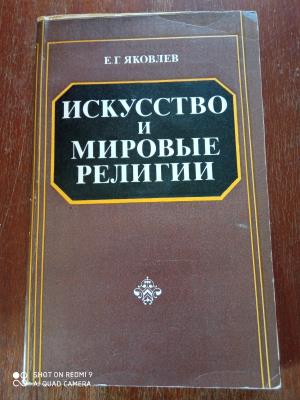 Е. Г. ЯКОВЛЕВ
ИСКУССТВО
И
МИРОВЫЕ
РЕЛИГИИ
SHOT ON REDMI 9
AI QUAD CAMERA